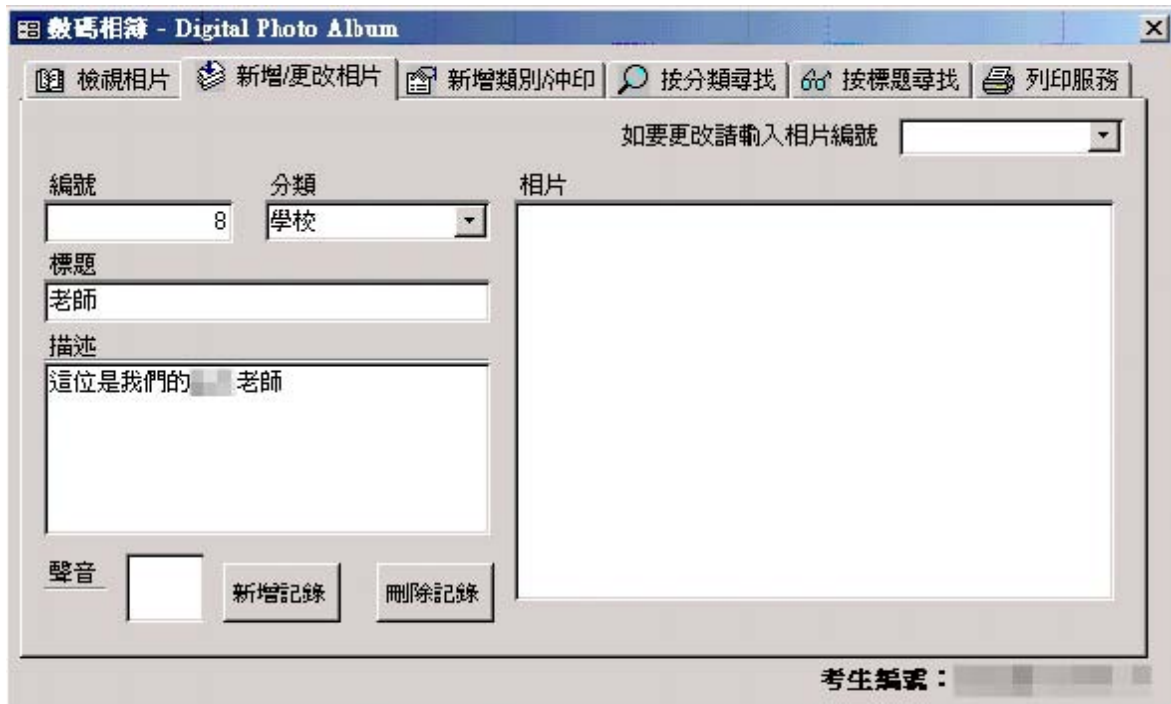 數碼相簿 - Digital Photo Album
檢視相片 新增/更改相片 新增類別/沖印 按分類尋找 按標題尋找 列印服務
如要更改請輸入相片編號
編號 分類 相片
8 學校
標題
老師
描述
這位是我們的 老師
聲音 新增記錄 刪除記錄
考生編號：